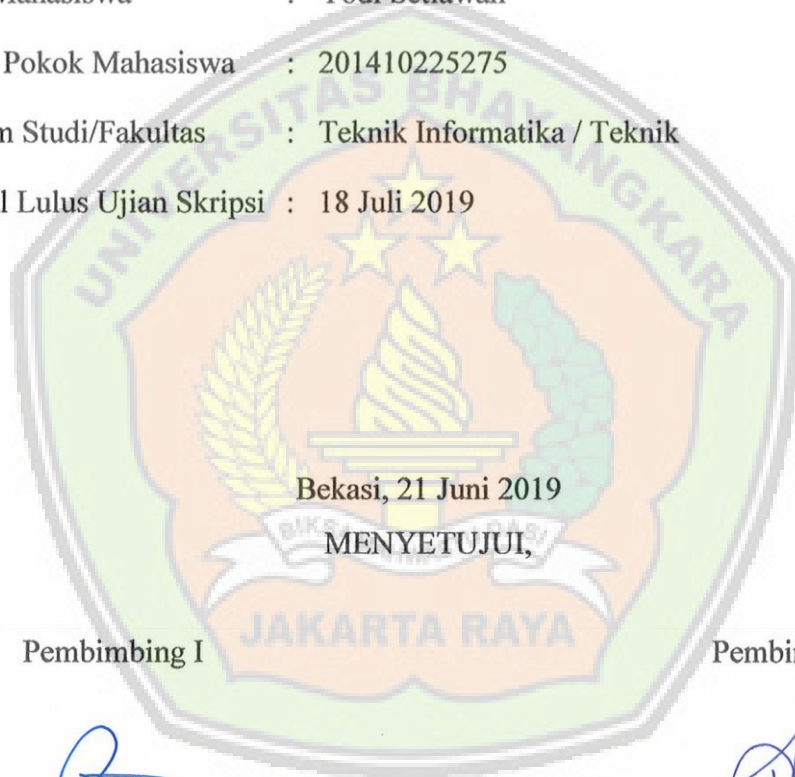 : 
Pokok Mahasiswa : 201410225275
Studi/Fakultas : Teknik Informatika / Teknik
Lulus Ujian Skripsi : 18 Juli 2019
UNIVERSITAS BHAYANGKARA
Bekasi, 21 Juni 2019
MENYETUJUI,
JAKARTA RAYA
Pembimbing I